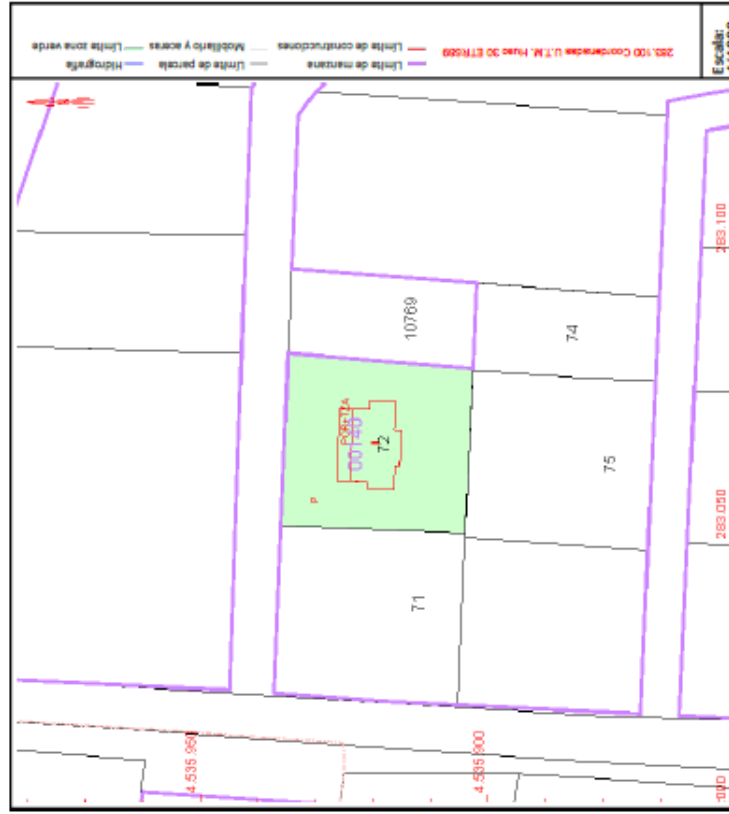 Límite de manzana
Límite de construcciones
Límite de parcela
Mobiliario y aceras
Hidrografía
Límite zona verde
283.100 Coordenadas U.T.M. Huso 30 ETRS89
Escala:
10769
74
72
00140
P
75
71
283.100
283.050
4.535.950
4.535.900